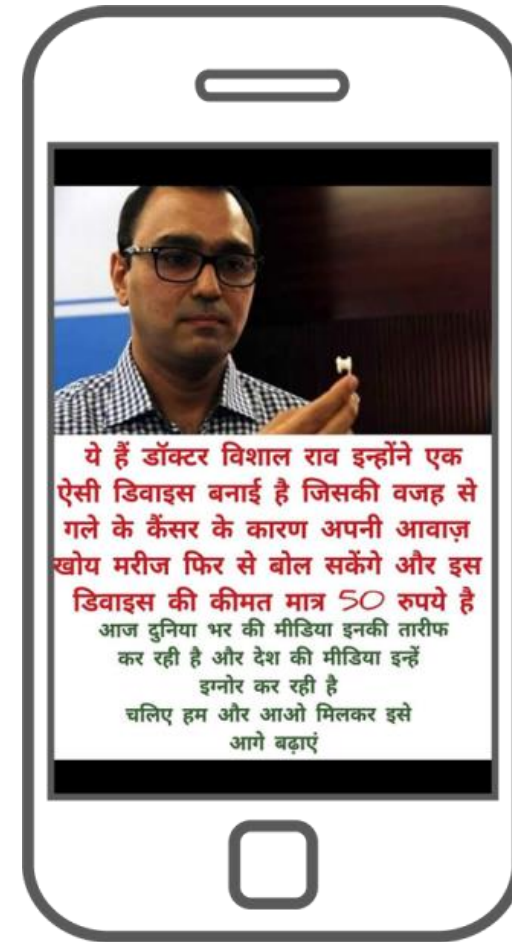 ये हैं डॉक्टर विशाल राव इन्होंने एक
ऐसी डिवाइस बनाई है जिसकी वजह से
गले के कैंसर के कारण अपनी आवाज़
खोय मरीज फिर से बोल सकेंगे और इस
डिवाइस की कीमत मात्र 50 रुपये है
आज दुनिया भर की मीडिया इनकी तारीफ
कर रही है और देश की मीडिया इन्हें
इग्नोर कर रही है
चलिए हम और आओ मिलकर इसे
आगे बढ़ाएं